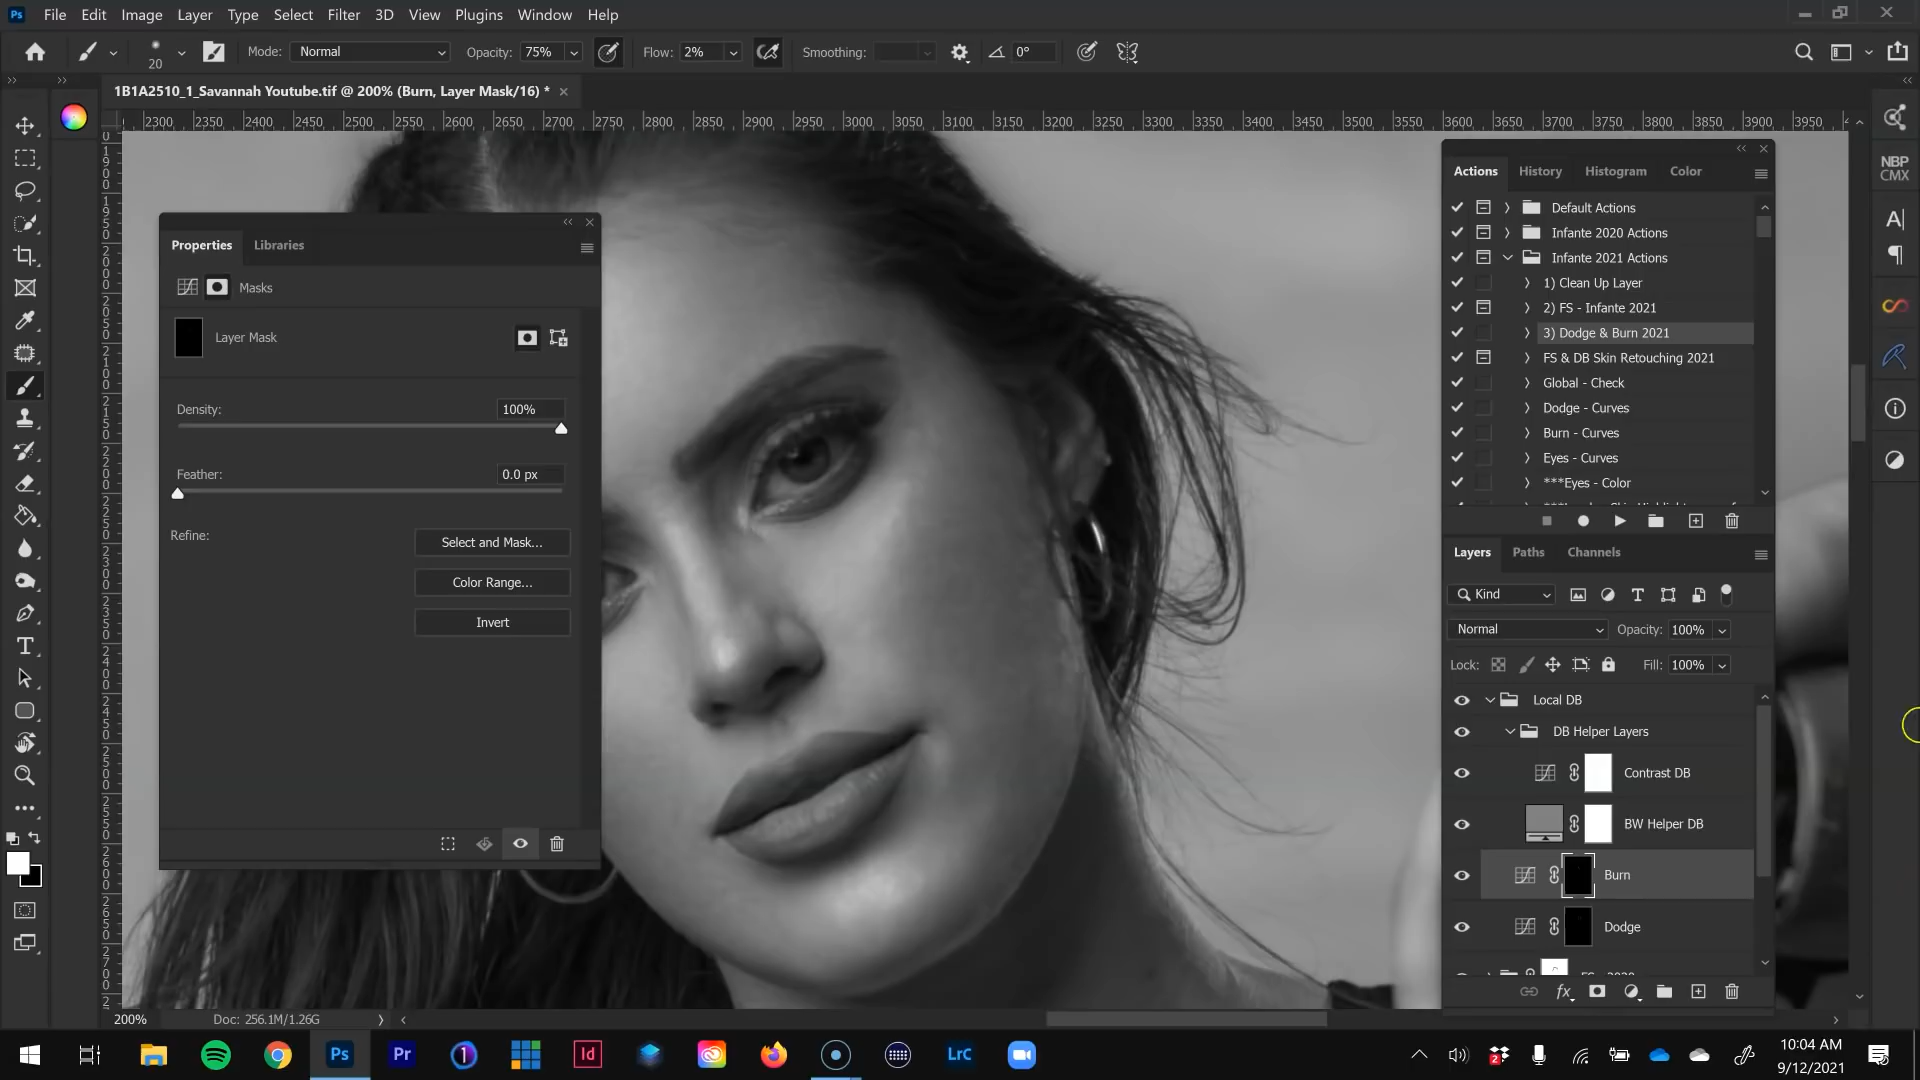 Ps File Edit Image Layer Type Select Filter 3D View Plugins Window Help
20 Mode: Normal Opacity: 75% Flow: 2% Smoothing: 0°
1B1A2510_1_Savannah Youtube.tif @ 200% (Burn, Layer Mask/16) *
2300 2350 2400 2450 2500 2550 2600 2650 2700 2750 2800 2850 2900 2950 3000 3050 3100 3150 3200 3250 3300 3350 3400 3450 3500 3550 3600 3650 3700 3750 3800 3850 3900 3950
Properties Libraries
Masks
Layer Mask
Density: 100%
Feather: 0.0 px
Refine:
Select and Mask...
Color Range...
Invert
Actions History Histogram Color
Default Actions
Infante 2020 Actions
Infante 2021 Actions
1) Clean Up Layer
2) FS - Infante 2021
3) Dodge & Burn 2021
FS & DB Skin Retouching 2021
Global - Check
Dodge - Curves
Burn - Curves
Eyes - Curves
***Eyes - Color
NBP
CMX
Layers Paths Channels
Kind
Normal Opacity: 100%
Lock: Fill: 100%
Local DB
DB Helper Layers
Contrast DB
BW Helper DB
Burn
Dodge
fx
200% Doc: 256.1M/1.26G
Ps Pr Id LrC
2
10:04 AM
9/12/2021